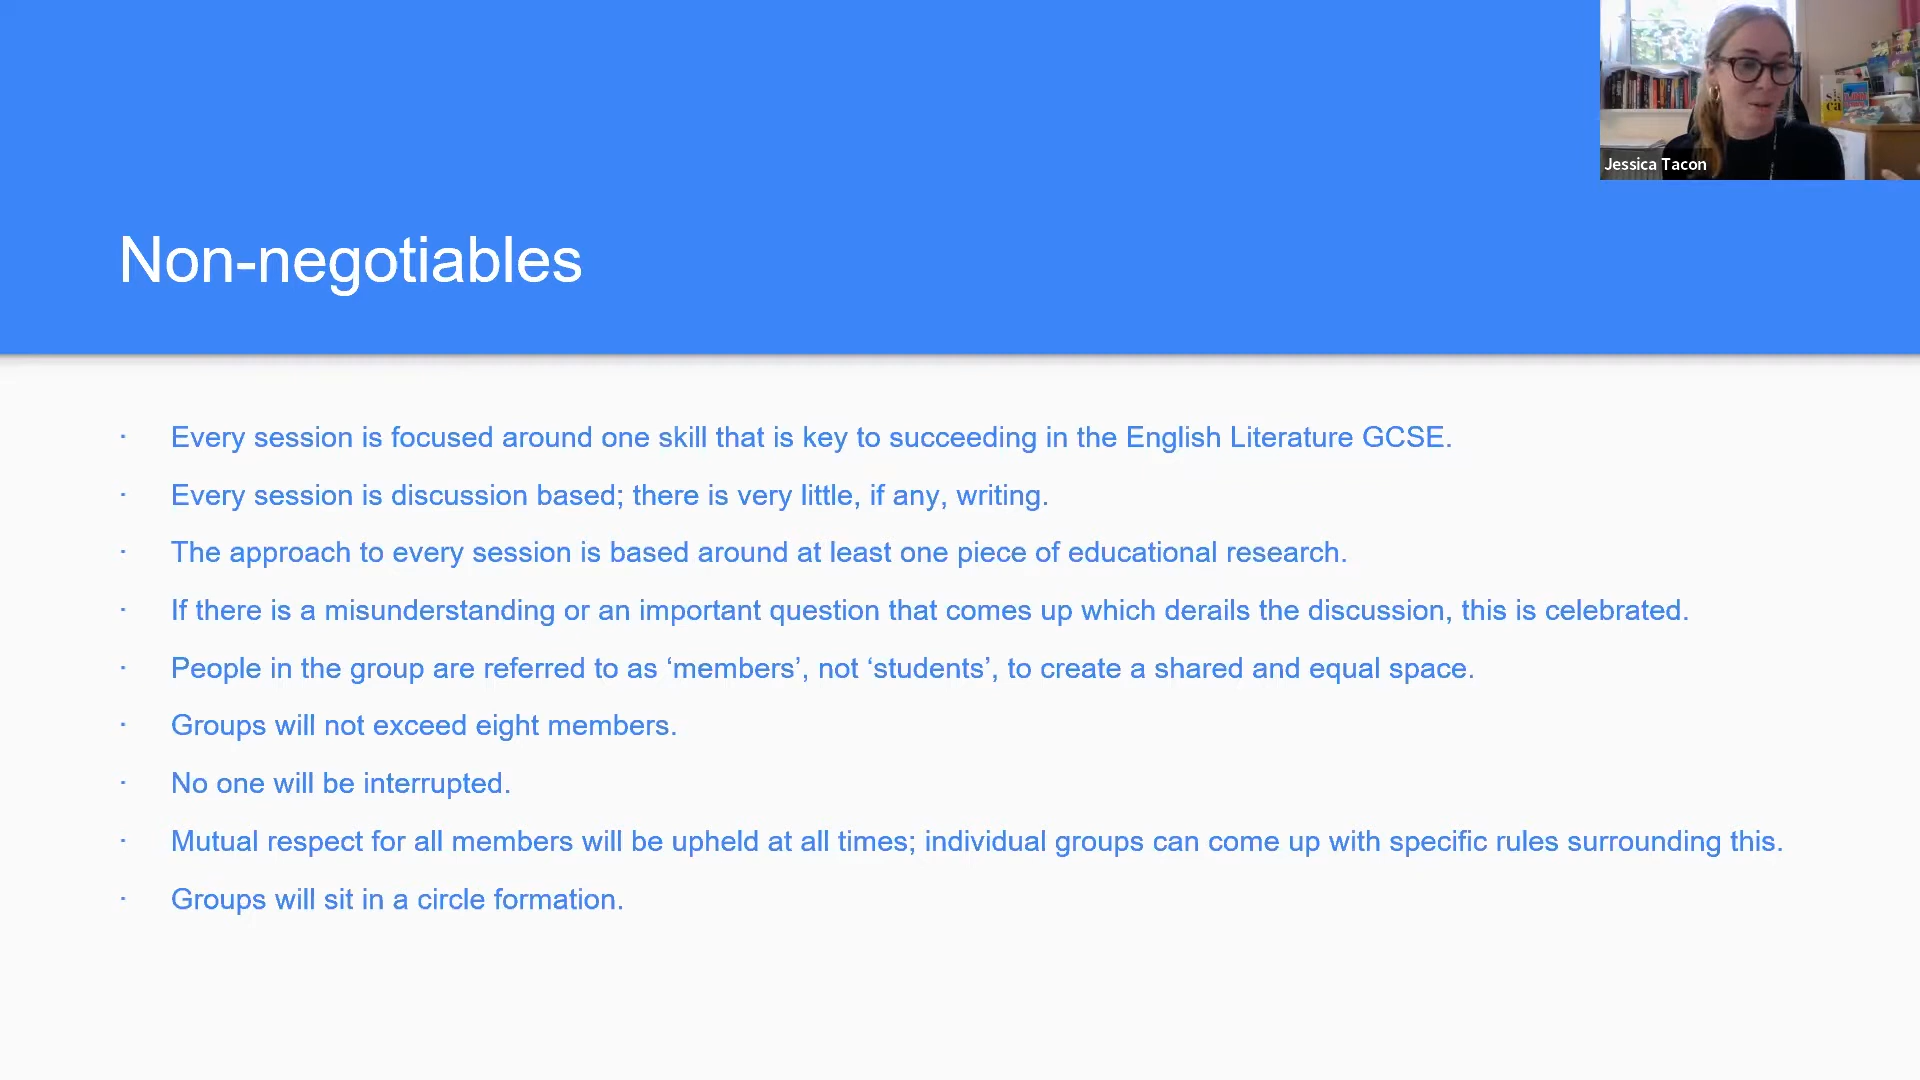 Jessica Tacon
Non-negotiables
· Every session is focused around one skill that is key to succeeding in the English Literature GCSE.
· Every session is discussion based; there is very little, if any, writing.
· The approach to every session is based around at least one piece of educational research.
· If there is a misunderstanding or an important question that comes up which derails the discussion, this is celebrated.
· People in the group are referred to as ‘members’, not ‘students’, to create a shared and equal space.
· Groups will not exceed eight members.
· No one will be interrupted.
· Mutual respect for all members will be upheld at all times; individual groups can come up with specific rules surrounding this.
· Groups will sit in a circle formation.